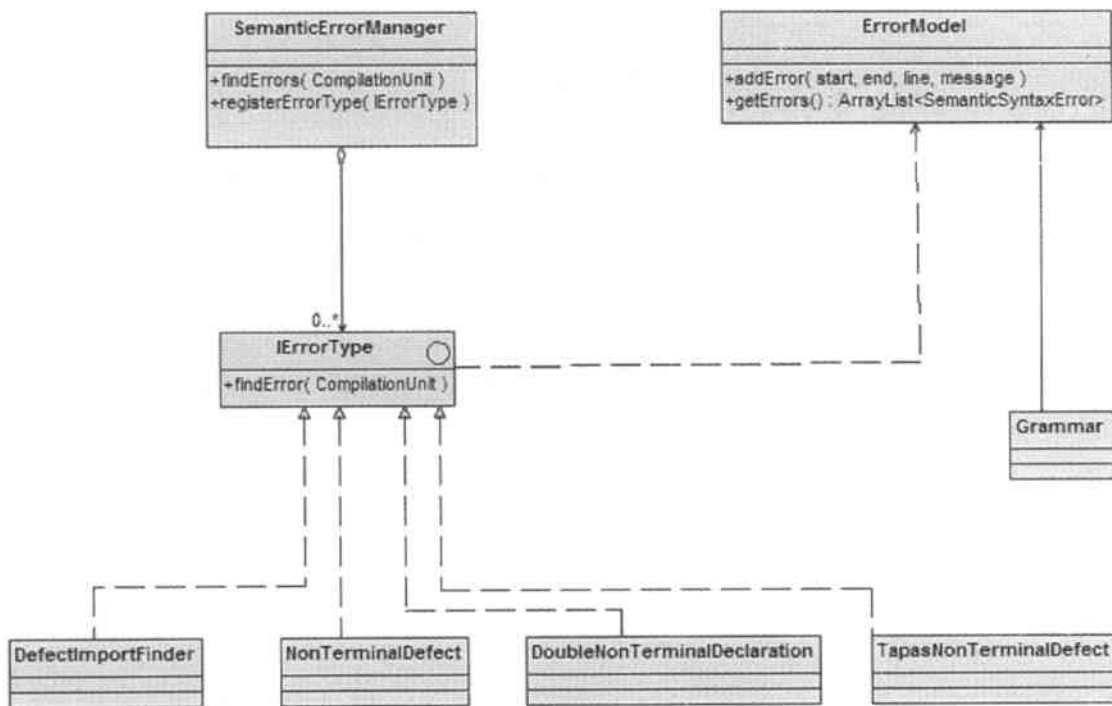 SemanticErrorManager
+findErrors( CompilationUnit )
+registerErrorType( IErrorType )
ErrorModel
+addError( start, end, line, message )
+getErrors() : ArrayList<SemanticSyntaxError>
0..*
IErrorType
+findError( CompilationUnit )
Grammar
DefectImportFinder
NonTerminalDefect
DoubleNonTerminalDeclaration
TapasNonTerminalDefect